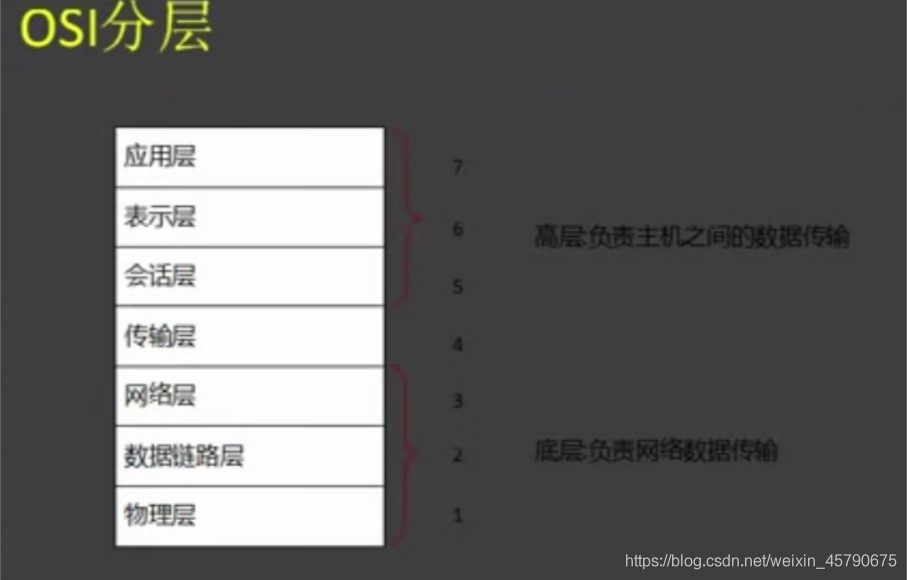 OSI分层
应用层
7
表示层
6
高层:负责主机之间的数据传输
会话层
5
传输层
4
网络层
3
数据链路层
2
底层:负责网络数据传输
物理层
1
https://blog.csdn.net/weixin_45790675